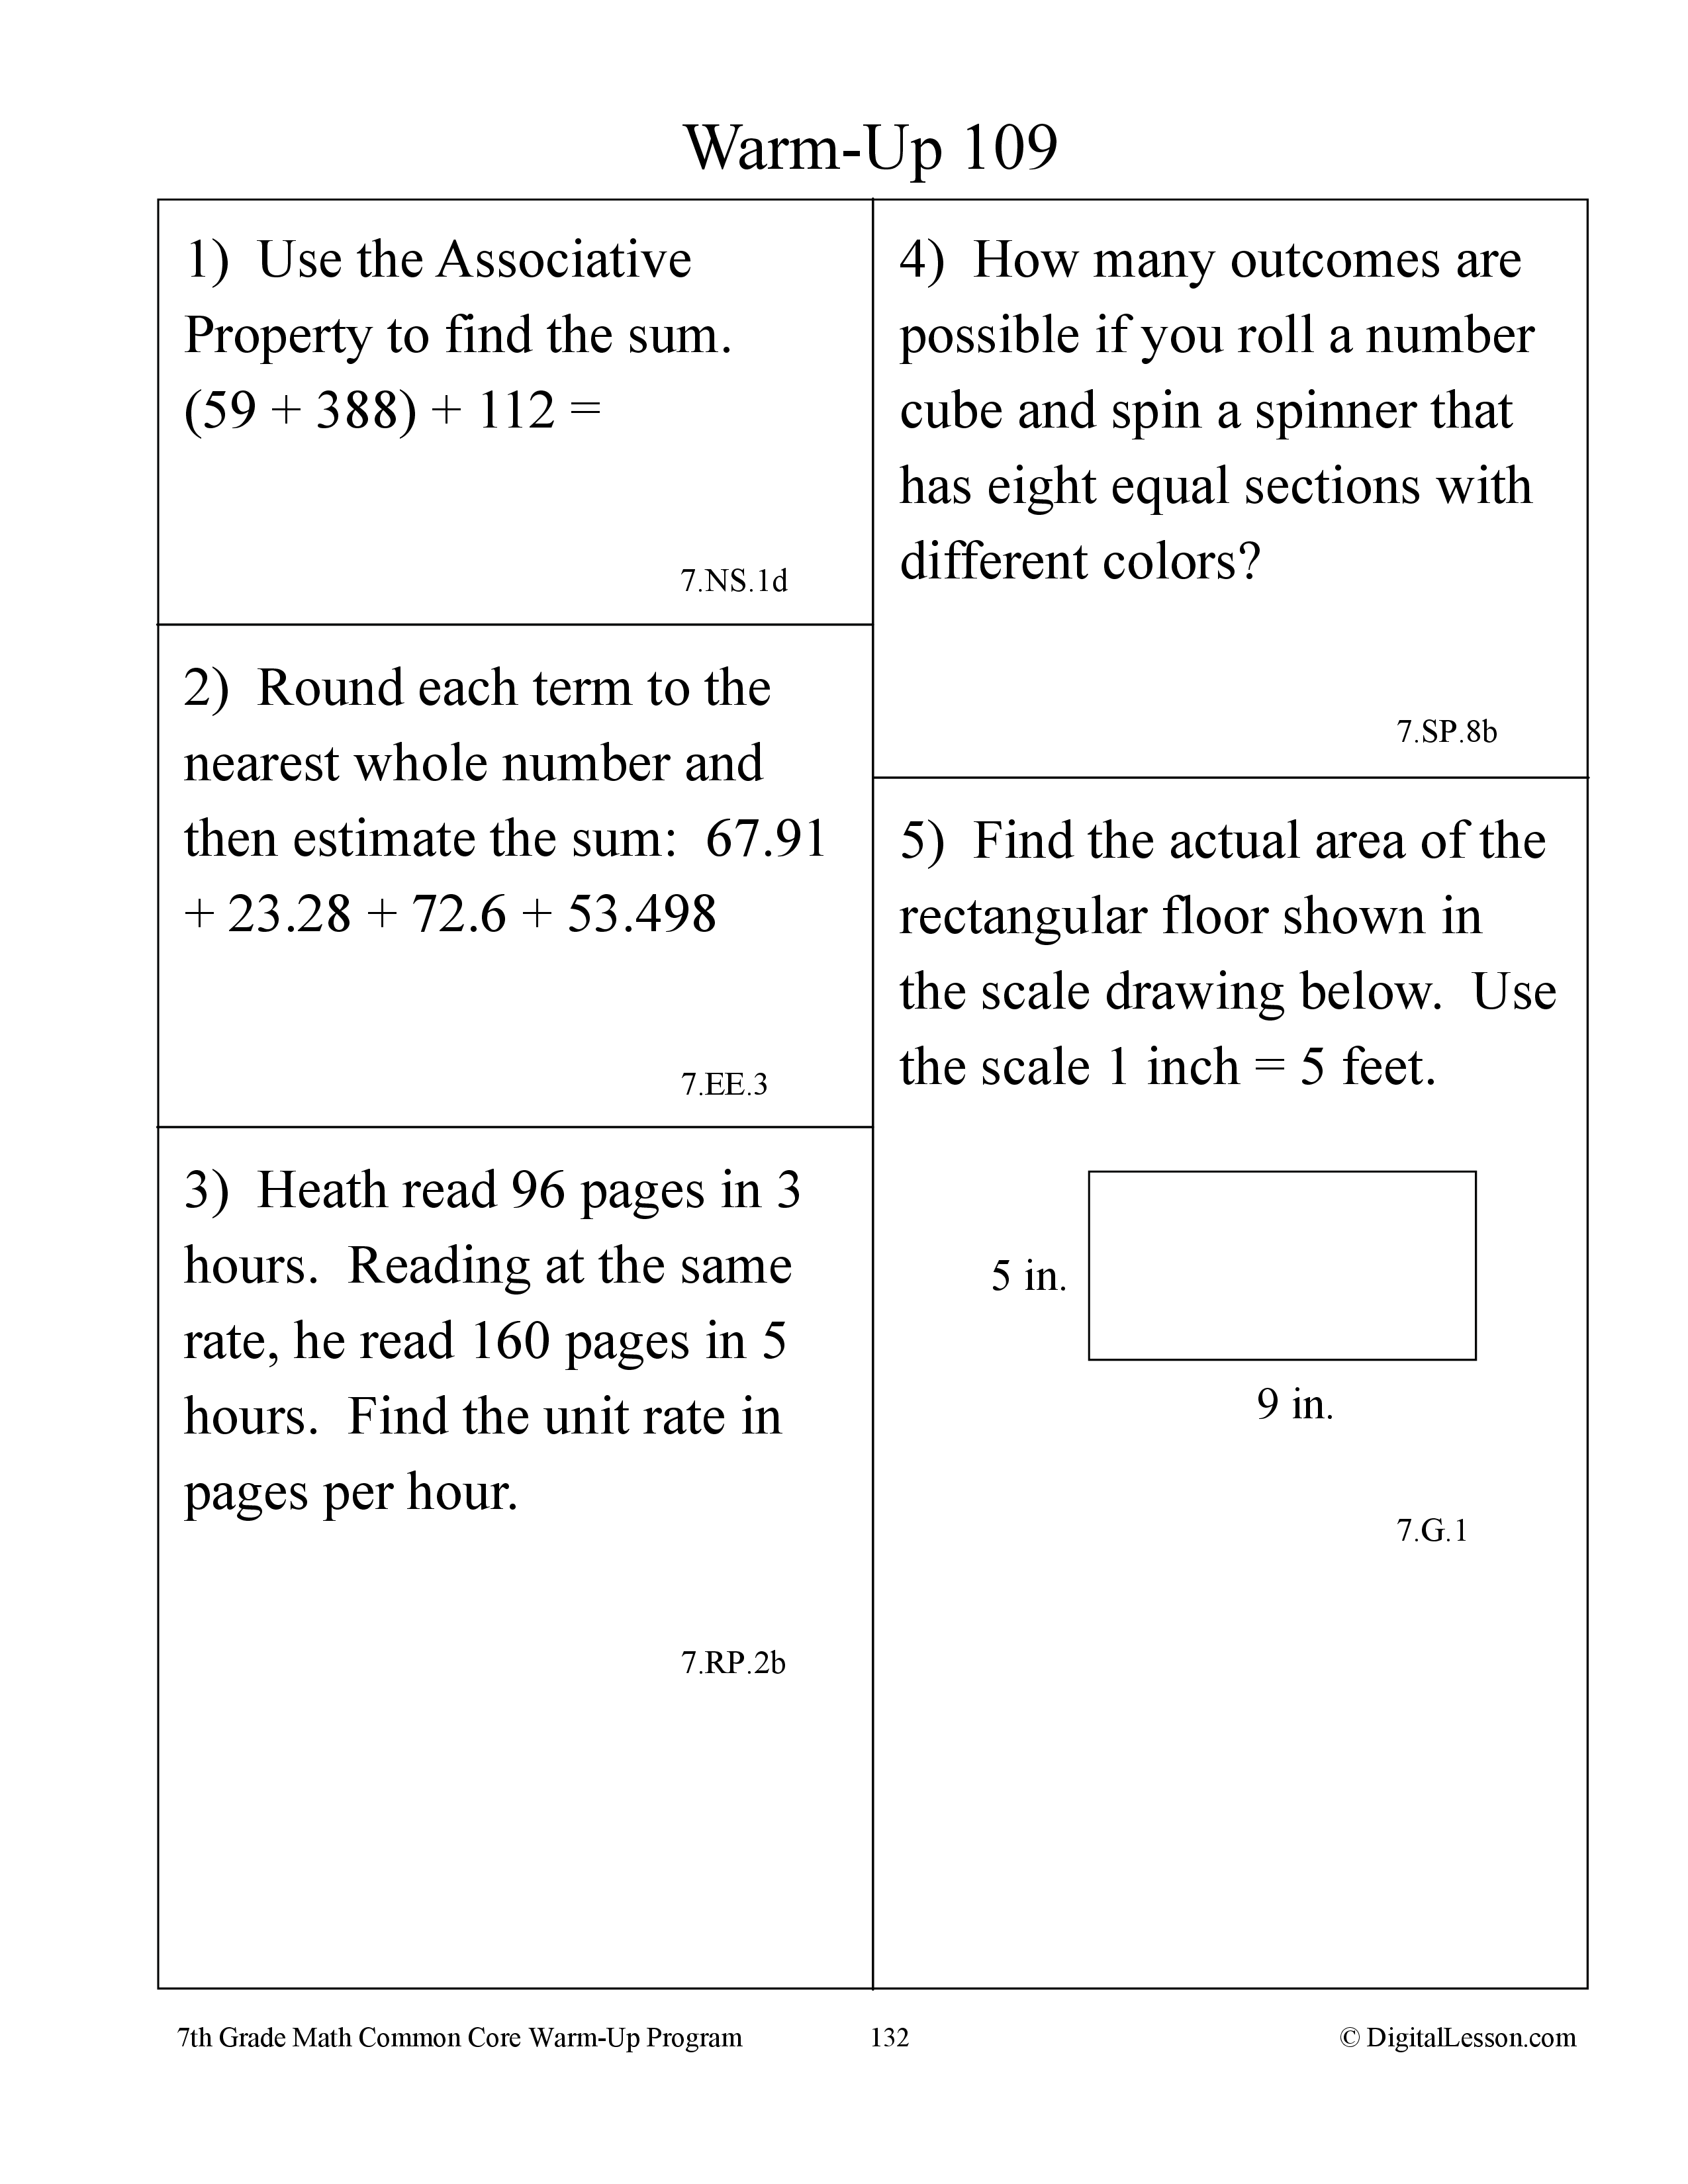 Warm-Up 109
1)  Use the Associative
Property to find the sum.
(59 + 388) + 112 =
7.NS.1d
2)  Round each term to the
nearest whole number and
then estimate the sum:  67.91
+ 23.28 + 72.6 + 53.498
7.EE.3
3)  Heath read 96 pages in 3
hours.  Reading at the same
rate, he read 160 pages in 5
hours.  Find the unit rate in
pages per hour.
7.RP.2b
4)  How many outcomes are
possible if you roll a number
cube and spin a spinner that
has eight equal sections with
different colors?
7.SP.8b
5)  Find the actual area of the
rectangular floor shown in
the scale drawing below.  Use
the scale 1 inch = 5 feet.
5 in.
9 in.
7.G.1
7th Grade Math Common Core Warm-Up Program
132
© DigitalLesson.com